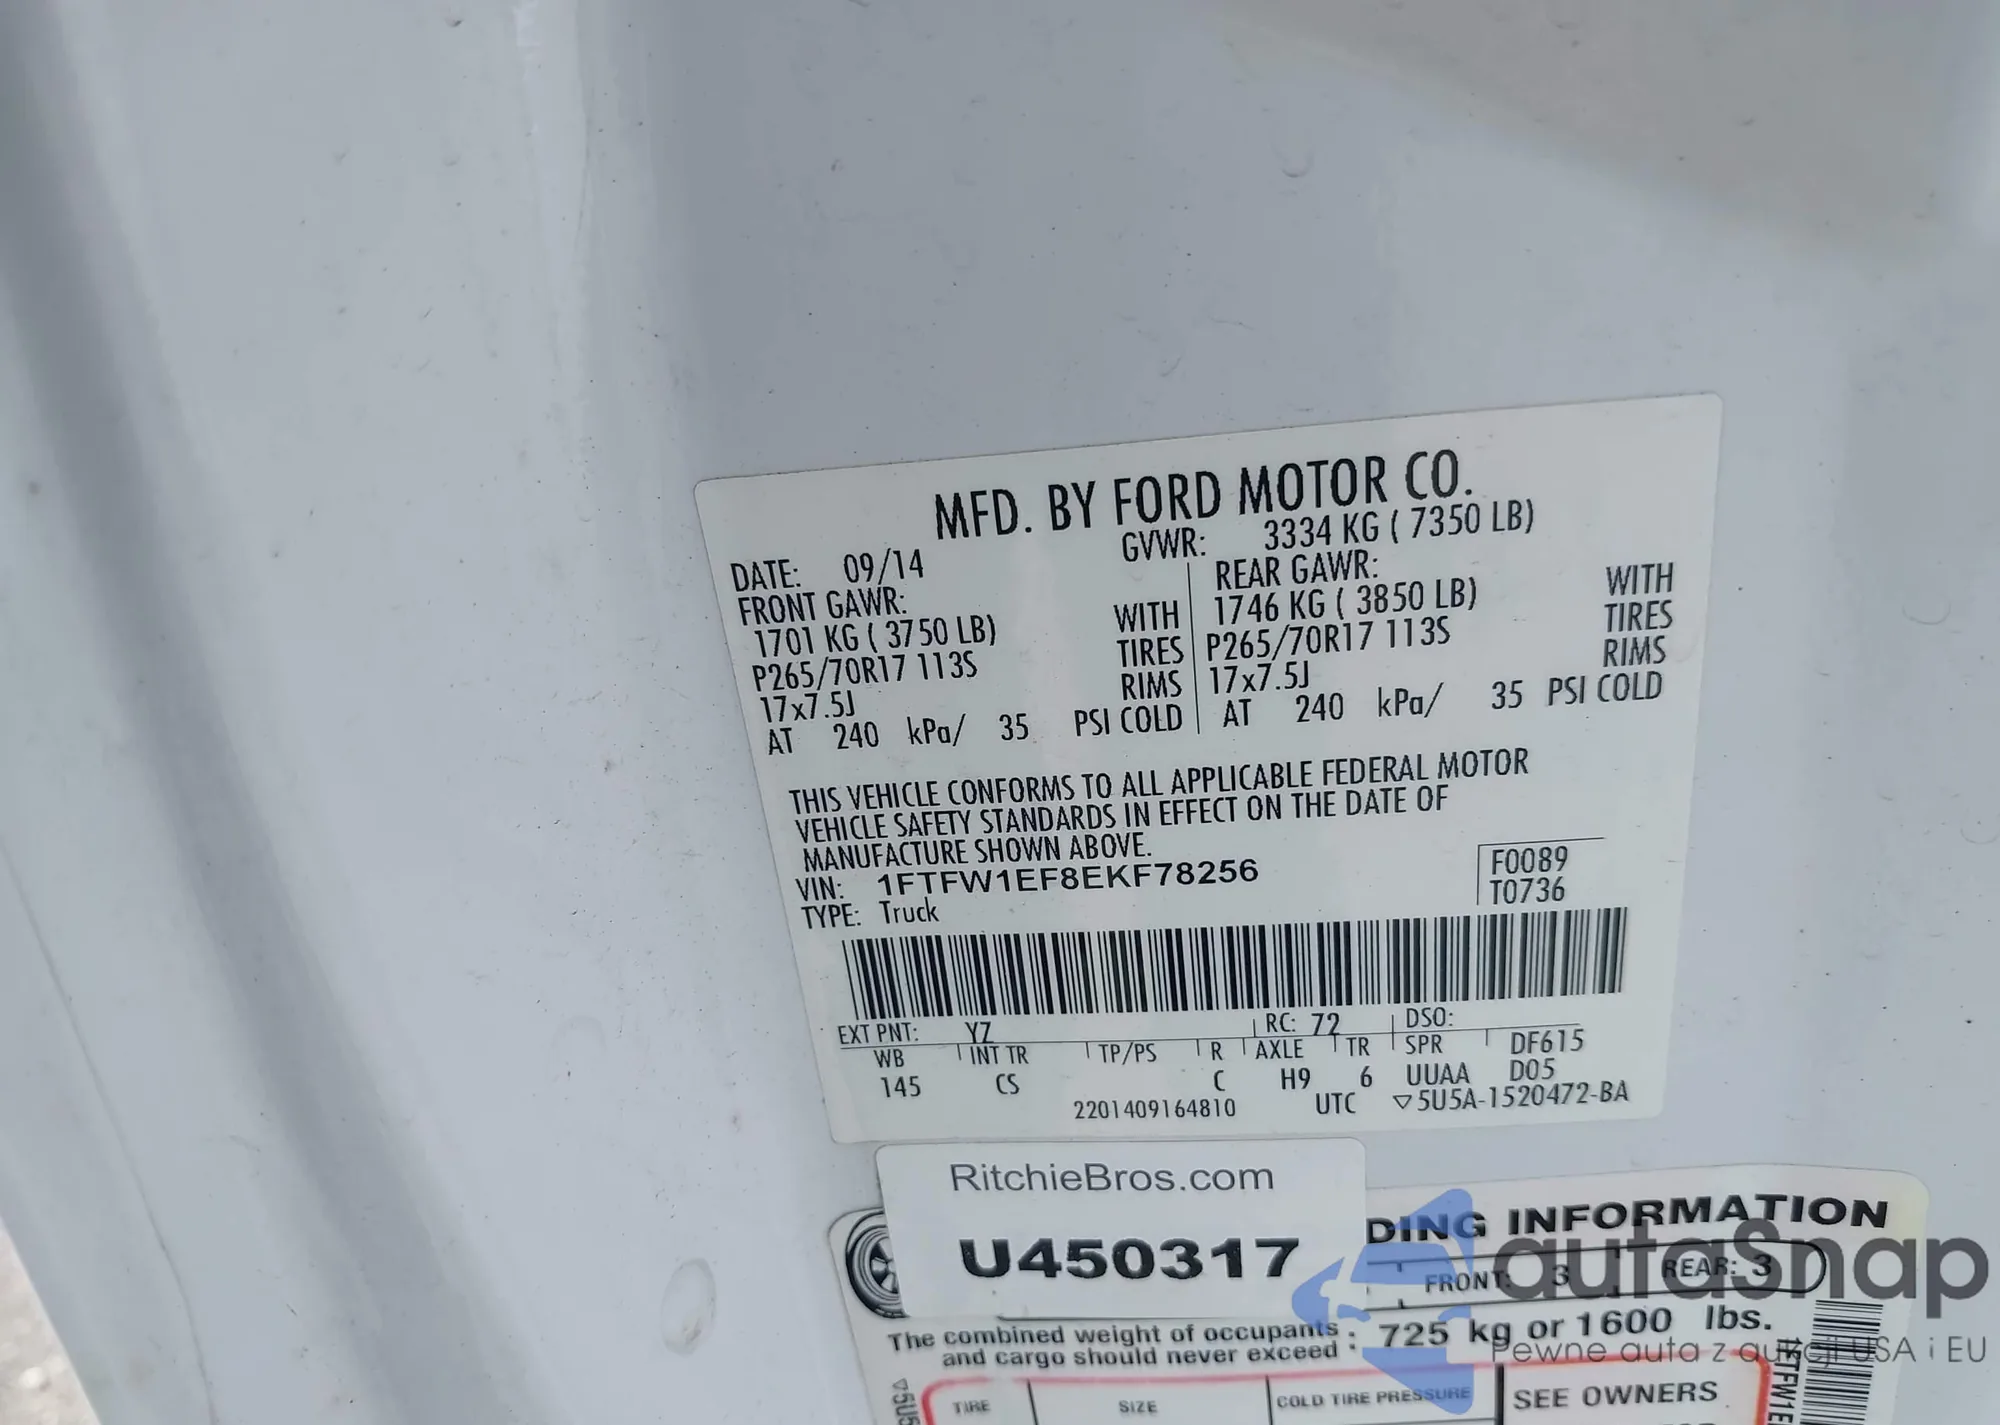 MFD. BY FORD MOTOR CO.
DATE: 09/14 GVWR: 3334 KG ( 7350 LB)
FRONT GAWR: REAR GAWR:
1701 KG ( 3750 LB) WITH 1746 KG ( 3850 LB) WITH
P265/70R17 113S TIRES P265/70R17 113S TIRES
17x7.5J RIMS 17x7.5J RIMS
AT 240 kPa/ 35 PSI COLD AT 240 kPa/ 35 PSI COLD
THIS VEHICLE CONFORMS TO ALL APPLICABLE FEDERAL MOTOR
VEHICLE SAFETY STANDARDS IN EFFECT ON THE DATE OF
MANUFACTURE SHOWN ABOVE.
VIN: 1FTFW1EF8EKF78256 F0089
TYPE: Truck T0736
EXT PNT: YZ RC: 72 DSO:
WB INT TR TP/PS R AXLE TR SPR DF615
145 CS C H9 6 UUAA D05
2201409164810 UTC ▽5U5A-1520472-BA
RitchieBros.com
U450317
DING INFORMATION
FRONT: 3 REAR: 3
The combined weight of occupants : 725 kg or 1600 lbs.
and cargo should never exceed
TIRE SIZE COLD TIRE PRESSURE SEE OWNERS
▽5U5
1FTFW1E
autaSnap
Pewne auta z aukcji USA i EU